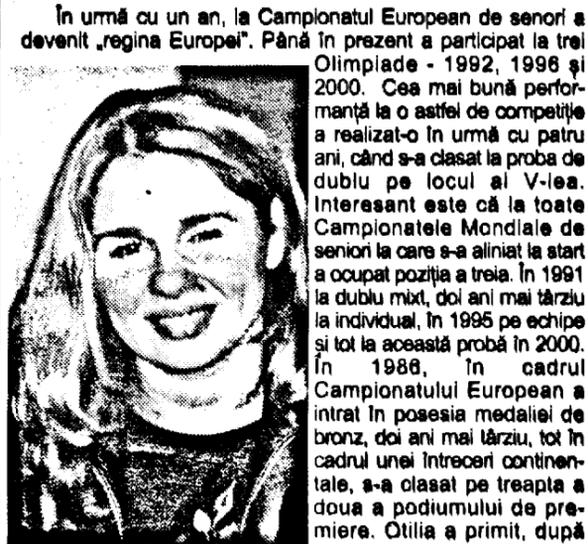 În urmă cu un an, la Campionatul European de senori a
devenit „regina Europei”. Până în prezent a participat la trei
Olimpiade - 1992, 1996 și
2000. Cea mai bună perfor-
manță la o astfel de competiție
a realizat-o în urmă cu patru
ani, când s-a clasat la proba de
dublu pe locul al V-lea.
Interesant este că la toate
Campionatele Mondiale de
seniori la care s-a aliniat la start
a ocupat poziția a treia. În 1991
la dublu mixt, doi ani mai târziu
la individual, în 1995 pe echipe
și tot la această probă în 2000.
În 1986, în cadrul
Campionatului European a
intrat în posesia medaliei de
bronz, doi ani mai târziu, tot în
cadrul unei întreceri continen-
tale, s-a clasat pe treapta a
doua a podiumului de pre-
miere. Otilia a primit, după